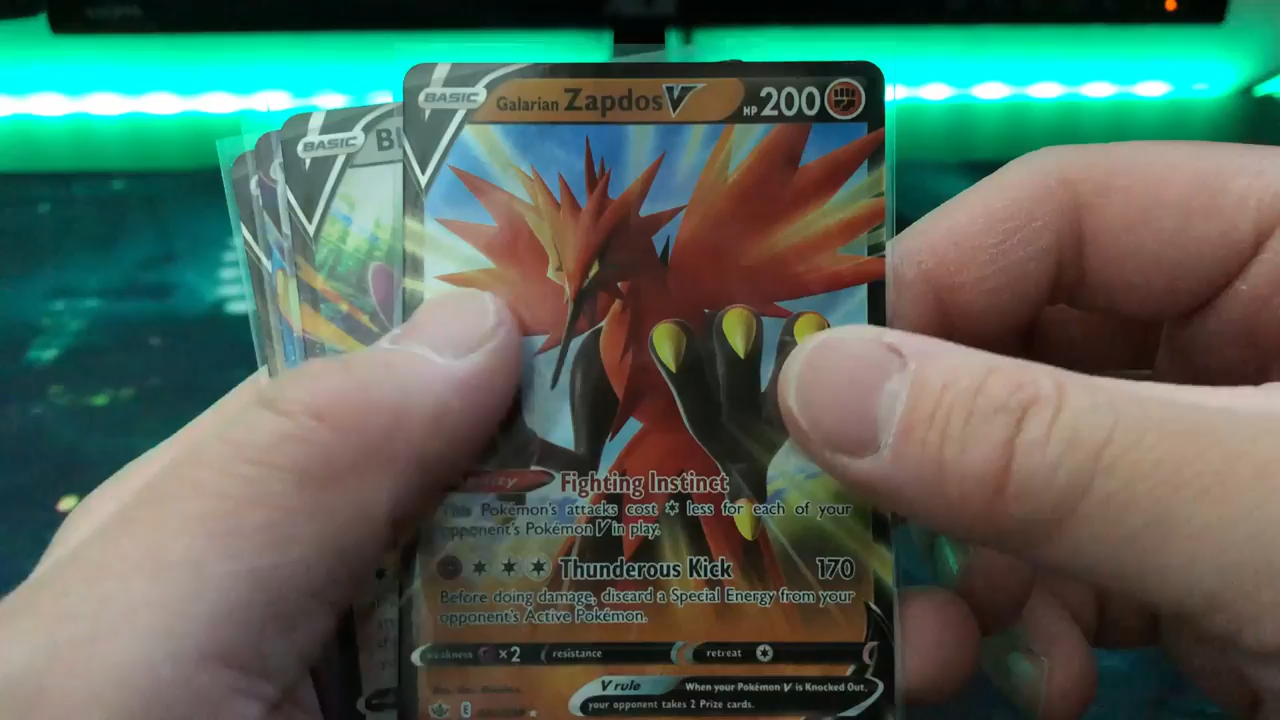 BASIC
Galarian Zapdos V
HP 200
BASIC
Fighting Instinct
Pokémon's attacks cost less for each of your
opponent's Pokémon V in play.
Thunderous Kick 170
Before doing damage, discard a Special Energy from your
opponent's Active Pokémon.
weakness ×2 resistance retreat
V rule
When your Pokémon V is Knocked Out,
your opponent takes 2 Prize cards.
E